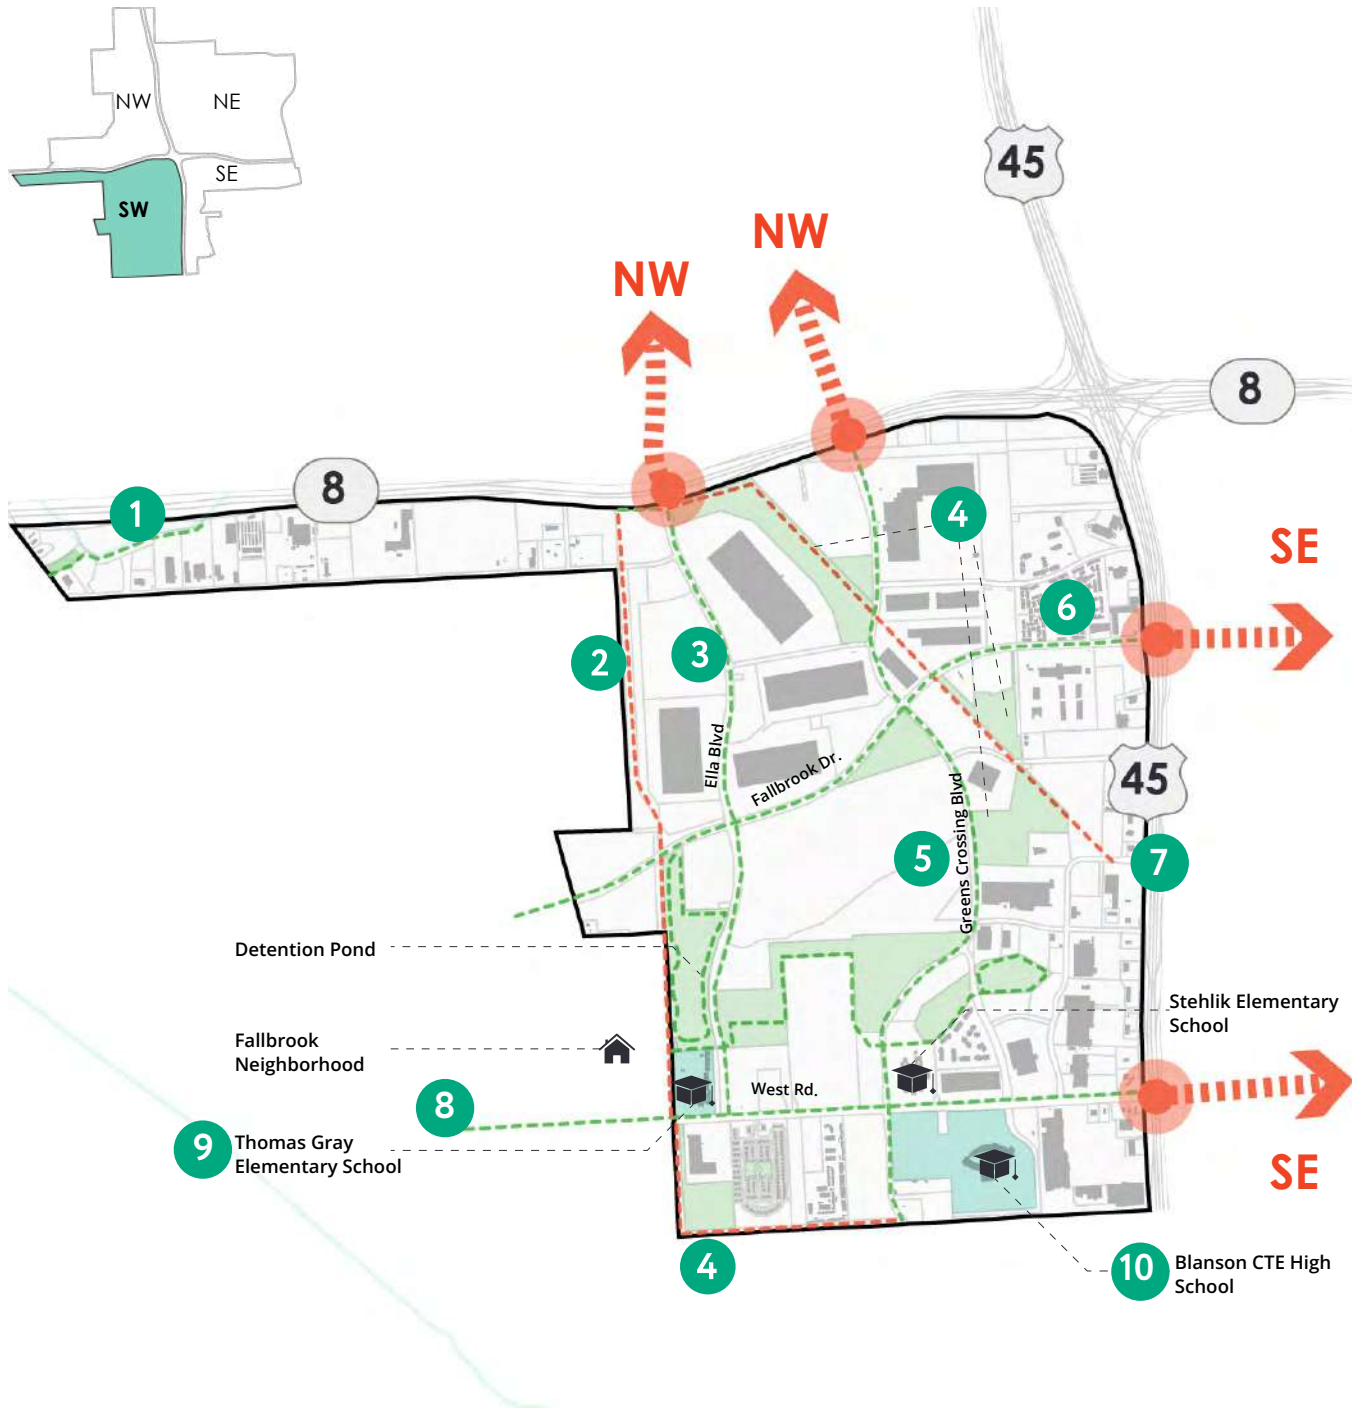 NW
NE
SE
SW
45
NW
NW
8
8
1
4
SE
6
2
3
45
Ella Blvd
Fallbrook Dr.
Greens Crossing Blvd
5
7
Detention Pond
Stehlik Elementary
School
Fallbrook
Neighborhood
West Rd.
8
9
Thomas Gray
Elementary School
SE
4
10
Blanson CTE High
School